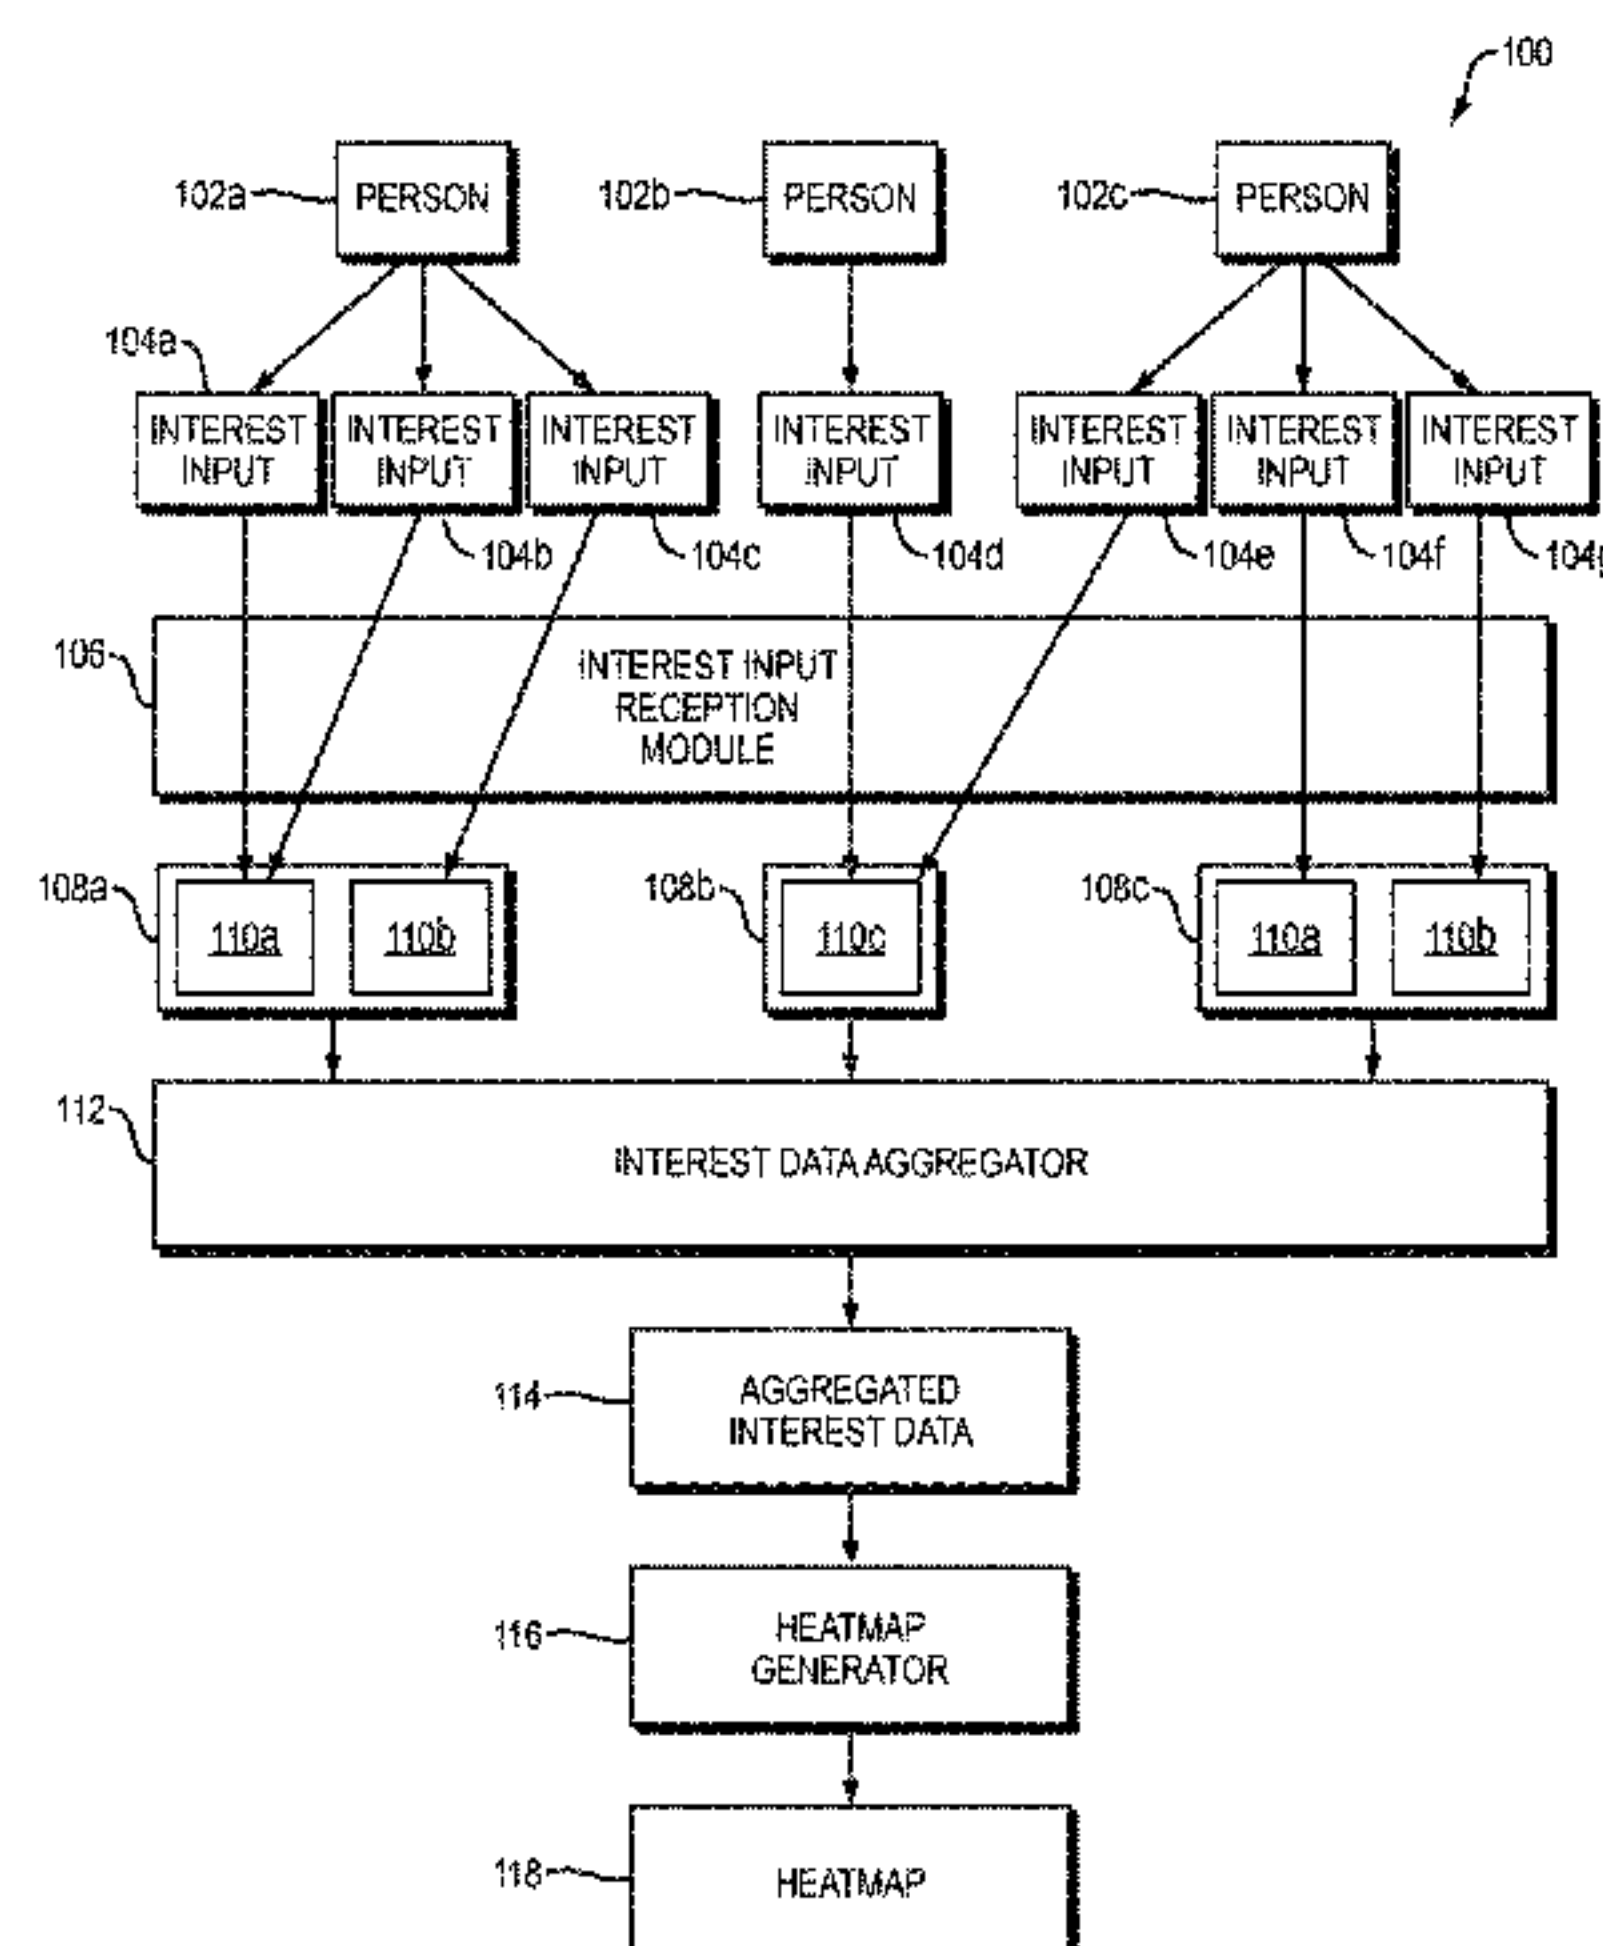 100
102a
PERSON
102b
PERSON
102c
PERSON
104a
INTEREST
INPUT
INTEREST
INPUT
INTEREST
INPUT
INTEREST
INPUT
INTEREST
INPUT
INTEREST
INPUT
INTEREST
INPUT
104b
104c
104d
104e
104f
104g
106
INTEREST INPUT
RECEPTION
MODULE
108a
110a
110b
108b
110c
108c
110a
110b
112
INTEREST DATA AGGREGATOR
114
AGGREGATED
INTEREST DATA
116
HEATMAP
GENERATOR
118
HEATMAP